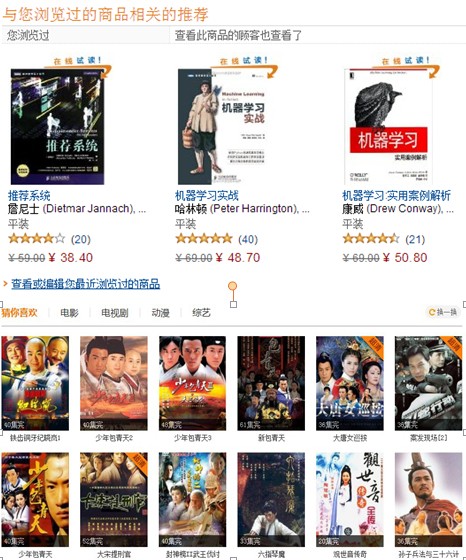 与您浏览过的商品相关的推荐
您浏览过 查看此商品的顾客也查看了
在线试读! 在线试读! 在线试读!
推荐系统 Machine Learning in Action 机器学习实战 机器学习 实用案例解析 O'REILLY
推荐系统 机器学习实战 机器学习:实用案例解析
詹尼士 (Dietmar Jannach), ... 哈林顿 (Peter Harrington), ... 康威 (Drew Conway), ...
平装 平装 平装
(20) (40) (21)
￥59.00 ￥ 38.40 ￥69.00 ￥ 48.70 ￥69.00 ￥ 50.80
查看或编辑您最近浏览过的商品
猜你喜欢 电影 电视剧 动漫 综艺 换一换
40集完 40集完 48集完 61集完 36集完 36集完
铁齿铜牙纪晓岚1 少年包青天2 少年包青天3 新包青天 大唐女巡按 案发现场[2]
40集完 52集完 40集完 33集完 36集完
少年包青天 大宋提刑官 封神榜II武王伐纣 六指琴魔 观世音传奇 孙子兵法与三十六计